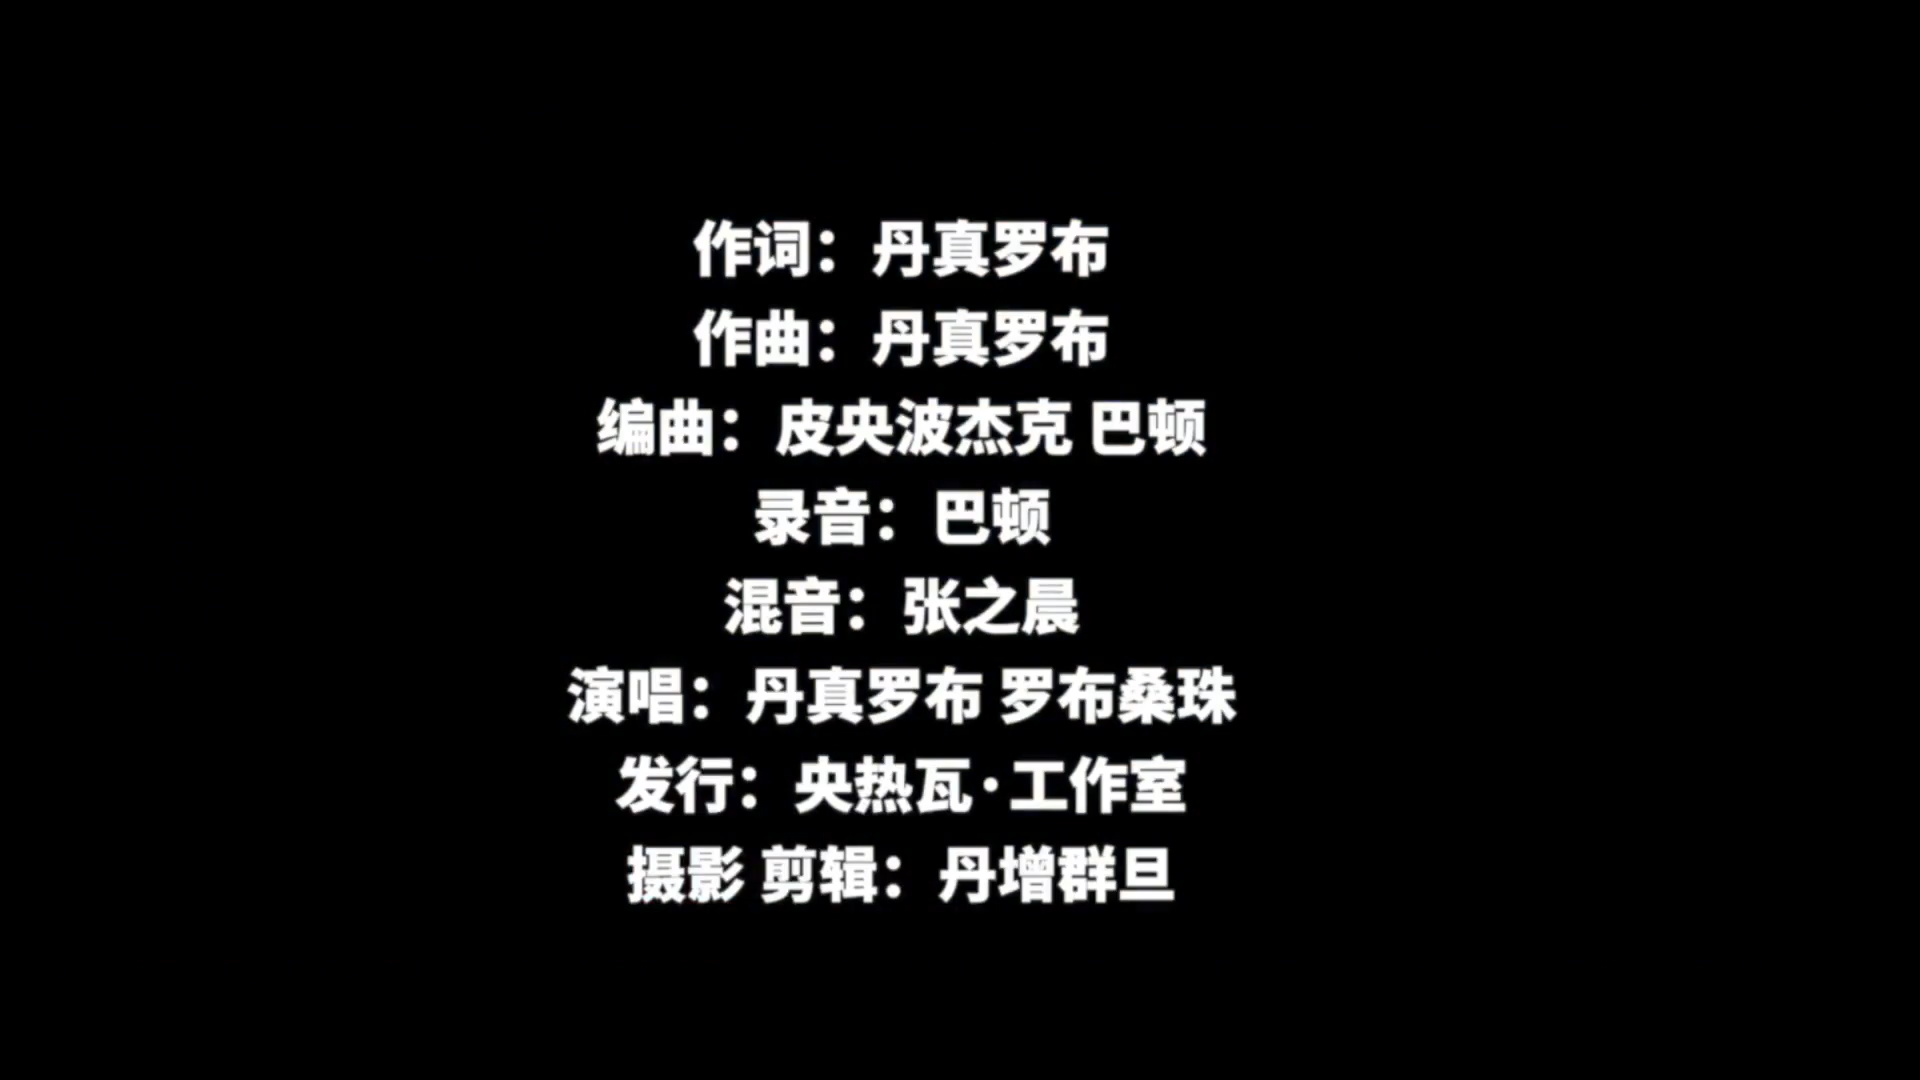 作词：丹真罗布
作曲：丹真罗布
编曲：皮央波杰克 巴顿
录音：巴顿
混音：张之晨
演唱：丹真罗布 罗布桑珠
发行：央热瓦·工作室
摄影 剪辑：丹增群旦